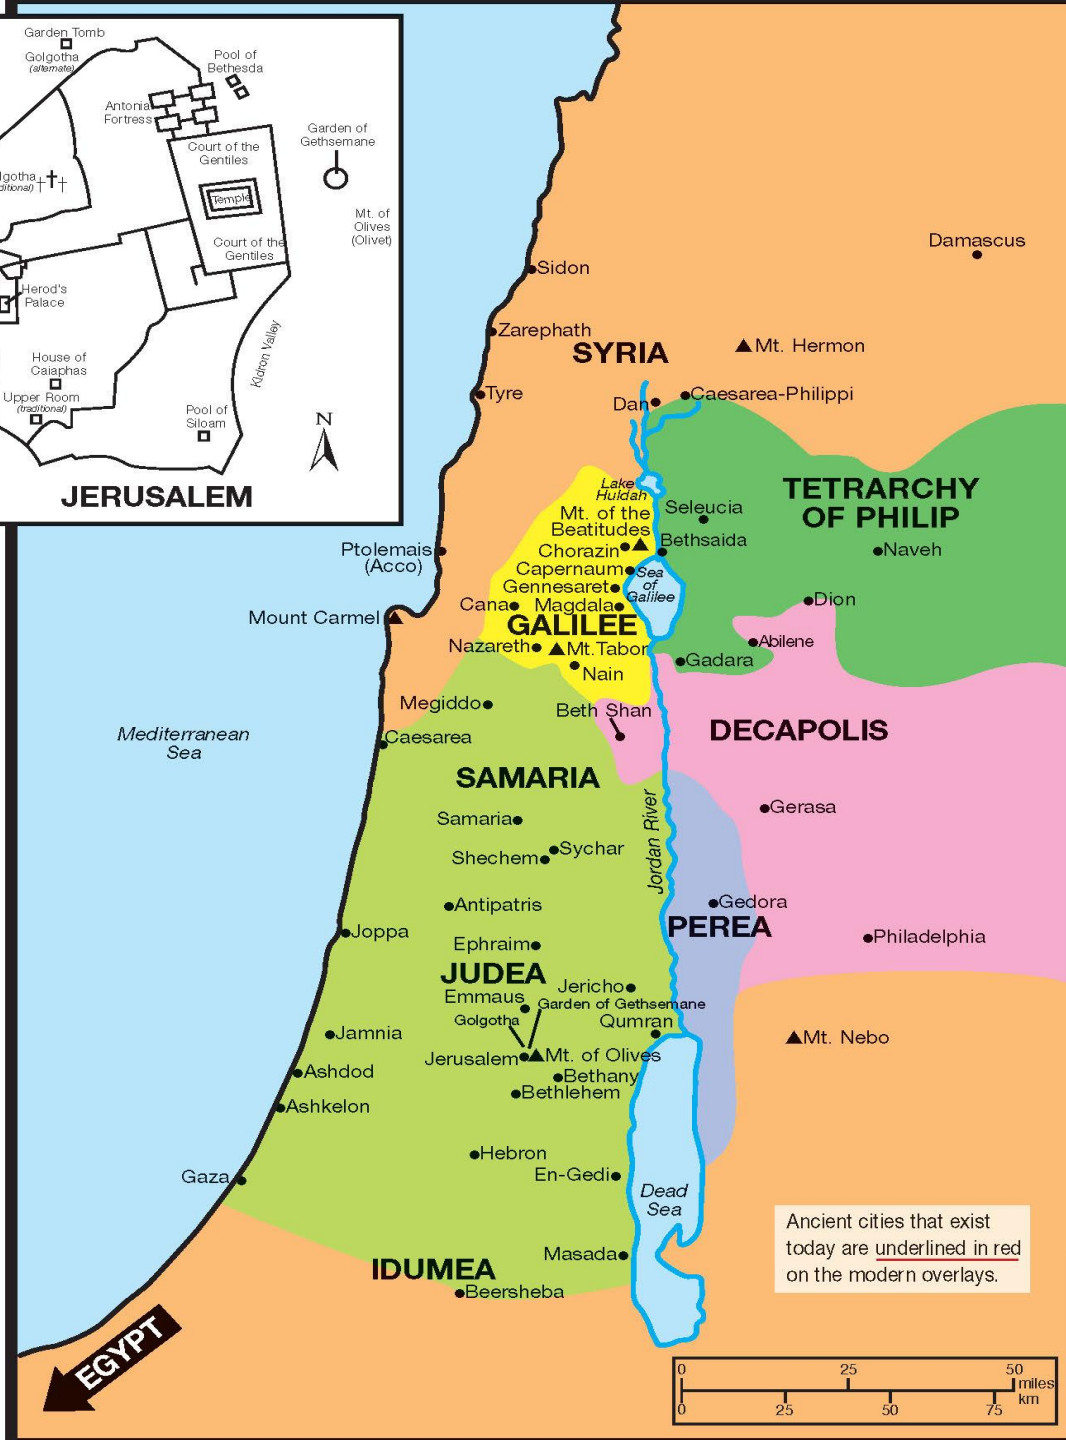 Garden Tomb
Golgotha
(alternate)
Pool of
Bethesda
Antonia
Fortress
Court of the
Gentiles
Garden of
Gethsemane
lgotha
ditional)
Temple
Mt. of
Olives
(Olivet)
Court of the
Gentiles
Herod's
Palace
Kidron Valley
House of
Caiaphas
Upper Room
(traditional)
Pool of
Siloam
N
JERUSALEM
Damascus
Sidon
Zarephath
SYRIA
Mt. Hermon
Tyre
Dan
Caesarea-Philippi
Lake
Huldah
TETRARCHY
OF PHILIP
Mt. of the
Beatitudes
Seleucia
Bethsaida
Ptolemais
(Acco)
Chorazin
Naveh
Capernaum
Sea
of
Galilee
Gennesaret
Cana
Magdala
Dion
Mount Carmel
GALILEE
Abilene
Nazareth
Mt.Tabor
Gadara
Nain
Megiddo
Beth Shan
DECAPOLIS
Mediterranean
Sea
Caesarea
SAMARIA
Jordan River
Gerasa
Samaria
Sychar
Shechem
Antipatris
Gedora
PEREA
Joppa
Philadelphia
Ephraim
JUDEA
Jericho
Emmaus
Garden of Gethsemane
Golgotha
Qumran
Jamnia
Mt. Nebo
Jerusalem
Mt. of Olives
Ashdod
Bethany
Bethlehem
Ashkelon
Hebron
Gaza
En-Gedi
Dead
Sea
Masada
IDUMEA
Beersheba
Ancient cities that exist
today are underlined in red
on the modern overlays.
EGYPT
0 25 50
miles
km
0 25 50 75